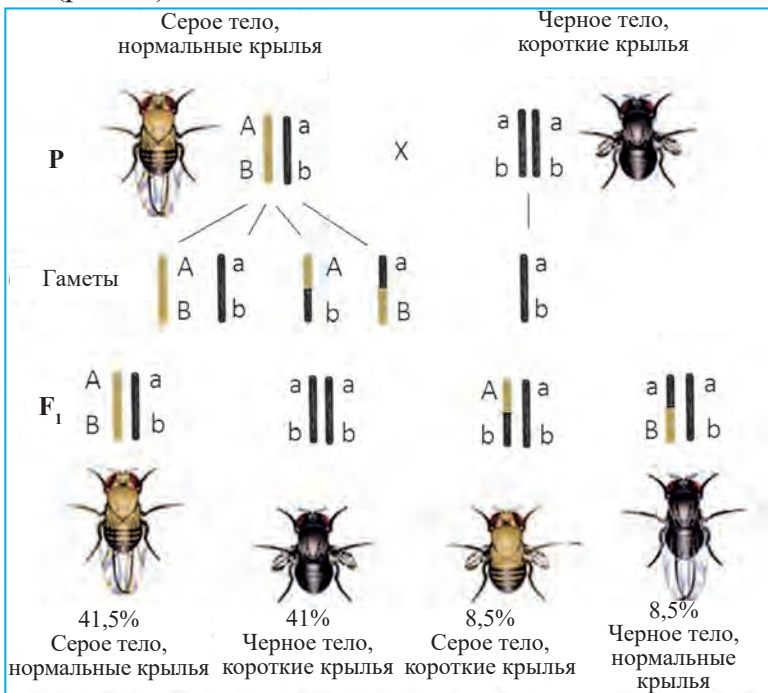 Серое тело,
нормальные крылья
Черное тело,
короткие крылья
P
A a
B b
X
a a
b b
Гаметы
A a A a a
B b b B b
F₁
A a a a A a a a
B b b b b b B b
41,5%
Серое тело,
нормальные крылья
41%
Черное тело,
короткие крылья
8,5%
Серое тело,
короткие крылья
8,5%
Черное тело,
нормальные
крылья